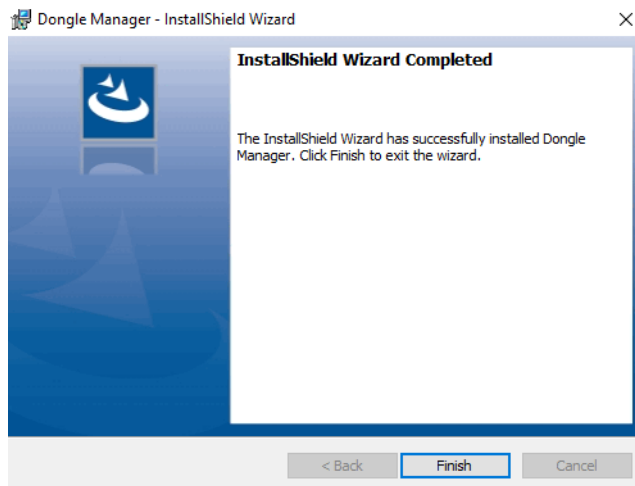 Dongle Manager - InstallShield Wizard
InstallShield Wizard Completed
The InstallShield Wizard has successfully installed Dongle
Manager. Click Finish to exit the wizard.
< Back Finish Cancel